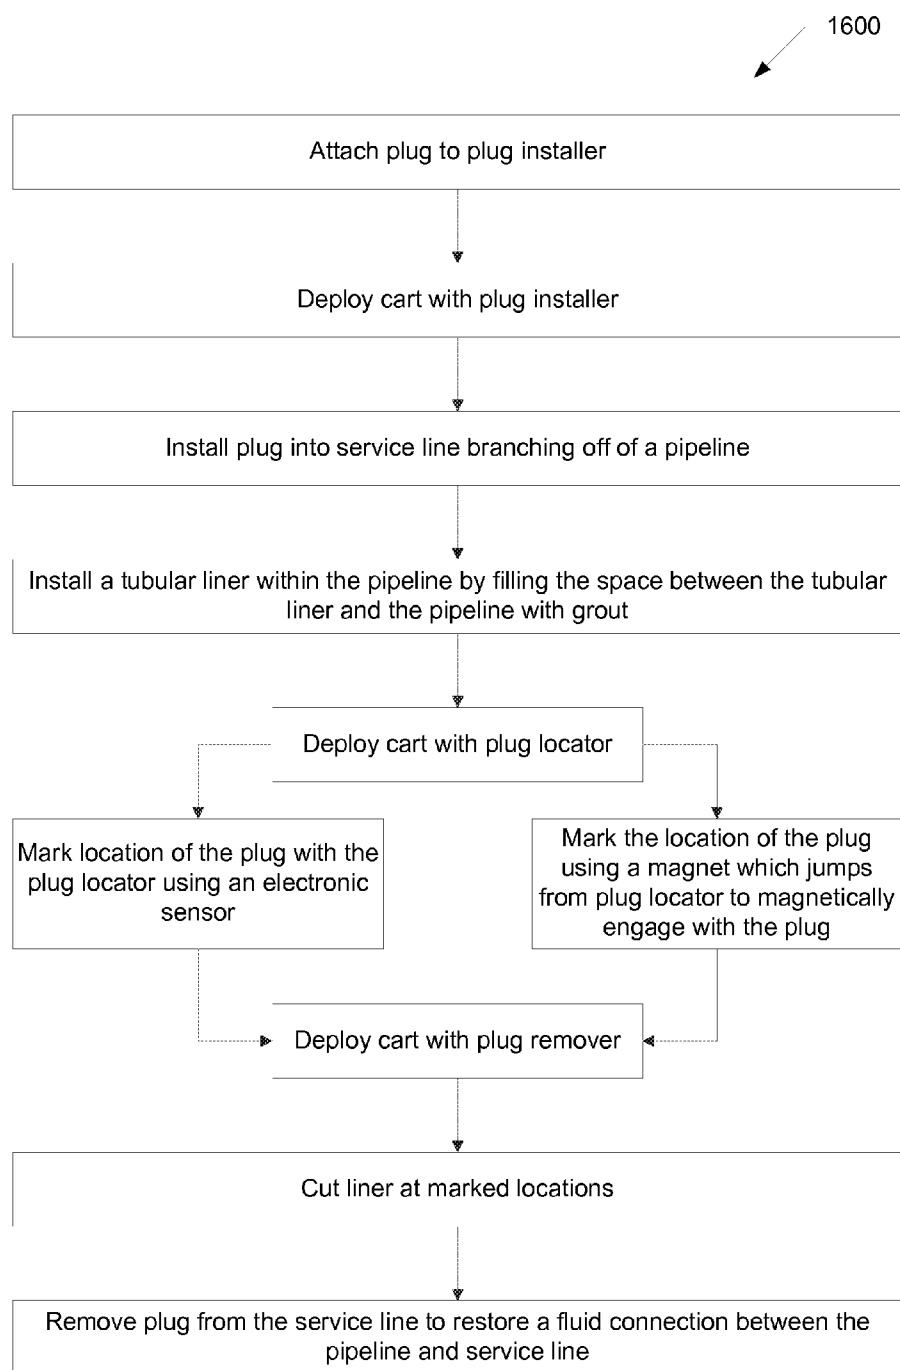 1600
Attach plug to plug installer
Deploy cart with plug installer
Install plug into service line branching off of a pipeline
Install a tubular liner within the pipeline by filling the space between the tubular
liner and the pipeline with grout
Deploy cart with plug locator
Mark location of the plug with the
plug locator using an electronic
sensor
Mark the location of the plug
using a magnet which jumps
from plug locator to magnetically
engage with the plug
Deploy cart with plug remover
Cut liner at marked locations
Remove plug from the service line to restore a fluid connection between the
pipeline and service line